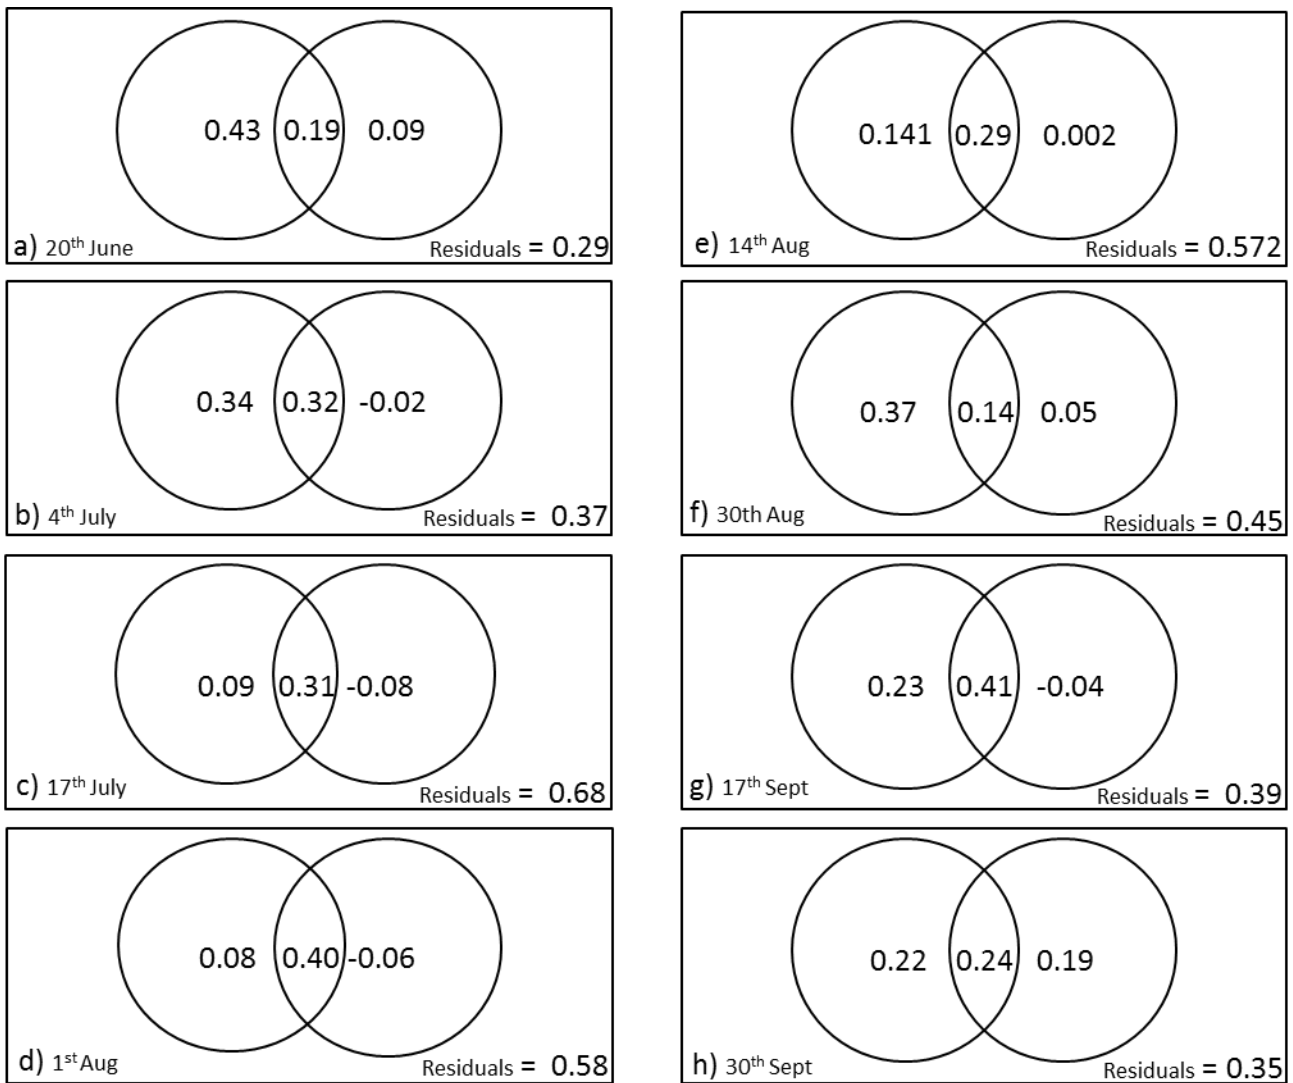 0.43 0.19 0.09
a) 20th June Residuals = 0.29
0.34 0.32 -0.02
b) 4th July Residuals = 0.37
0.09 0.31 -0.08
c) 17th July Residuals = 0.68
0.08 0.40 -0.06
d) 1st Aug Residuals = 0.58
0.141 0.29 0.002
e) 14th Aug Residuals = 0.572
0.37 0.14 0.05
f) 30th Aug Residuals = 0.45
0.23 0.41 -0.04
g) 17th Sept Residuals = 0.39
0.22 0.24 0.19
h) 30th Sept Residuals = 0.35